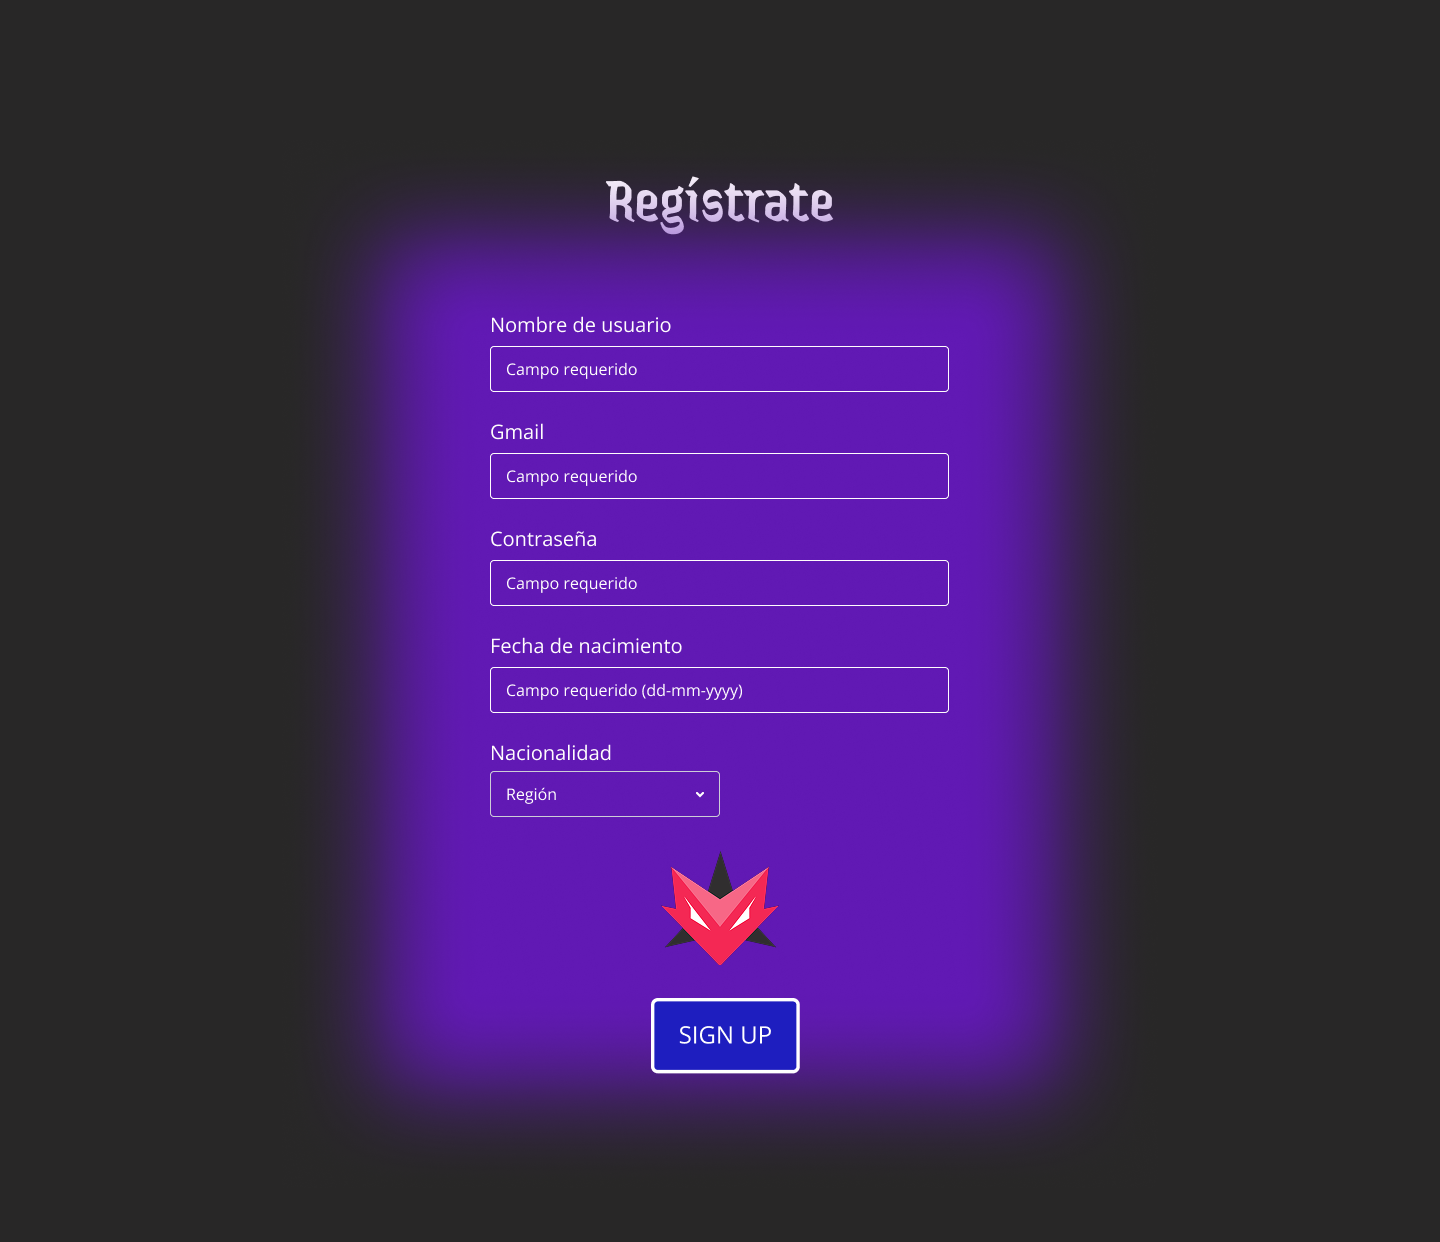 Regístrate
Nombre de usuario
Campo requerido
Gmail
Campo requerido
Contraseña
Campo requerido
Fecha de nacimiento
Campo requerido (dd-mm-yyyy)
Nacionalidad
Región
SIGN UP